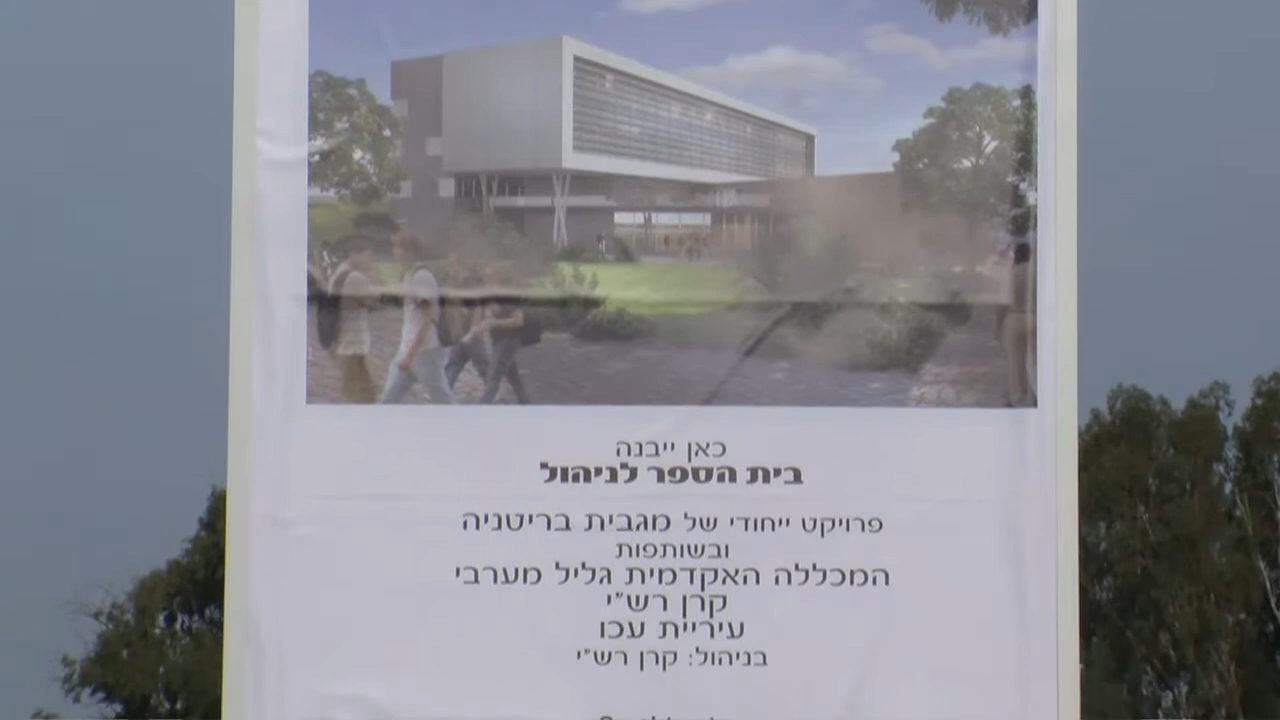 כאן ייבנה
בית הספר לניהול
פרויקט ייחודי של מגבית בריטניה
ובשותפות
המכללה האקדמית גליל מערבי
קרן רש"י
עיריית עכו
בניהול: קרן רש"י